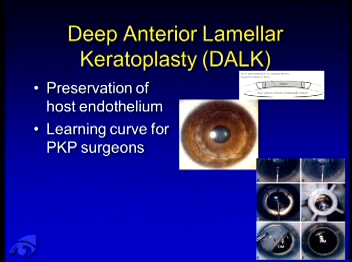 Deep Anterior Lamellar
Keratoplasty (DALK)
• Preservation of
host endothelium
• Learning curve for
PKP surgeons